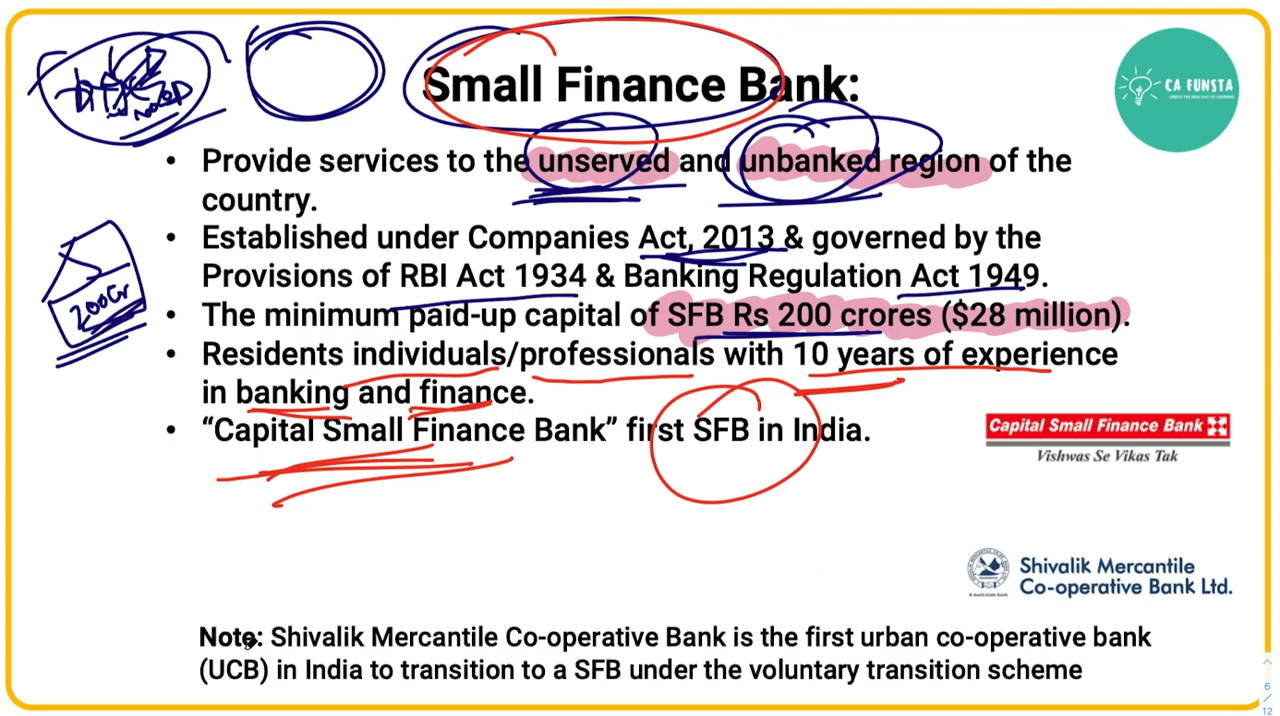 Small Finance Bank:
CA FUNSTA
• Provide services to the unserved and unbanked region of the
country.
• Established under Companies Act, 2013 & governed by the
Provisions of RBI Act 1934 & Banking Regulation Act 1949.
200Cr
• The minimum paid-up capital of SFB Rs 200 crores ($28 million).
• Residents individuals/professionals with 10 years of experience
in banking and finance.
• “Capital Small Finance Bank” first SFB in India.
Capital Small Finance Bank
Vishwas Se Vikas Tak
Shivalik Mercantile
Co-operative Bank Ltd.
Note: Shivalik Mercantile Co-operative Bank is the first urban co-operative bank
(UCB) in India to transition to a SFB under the voluntary transition scheme
6
/
12